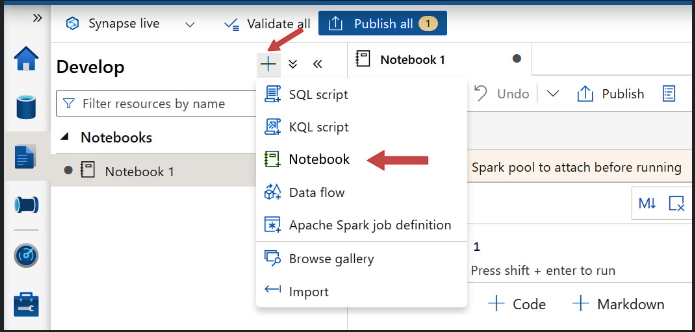 »
Synapse live
Validate all
Publish all 1
Develop
«
Notebook 1
Filter resources by name
SQL script
Undo
Publish
Notebooks
KQL script
Notebook 1
Notebook
Spark pool to attach before running
Data flow
M↓
Apache Spark job definition
1
Browse gallery
Press shift + enter to run
Import
+ Code
+ Markdown